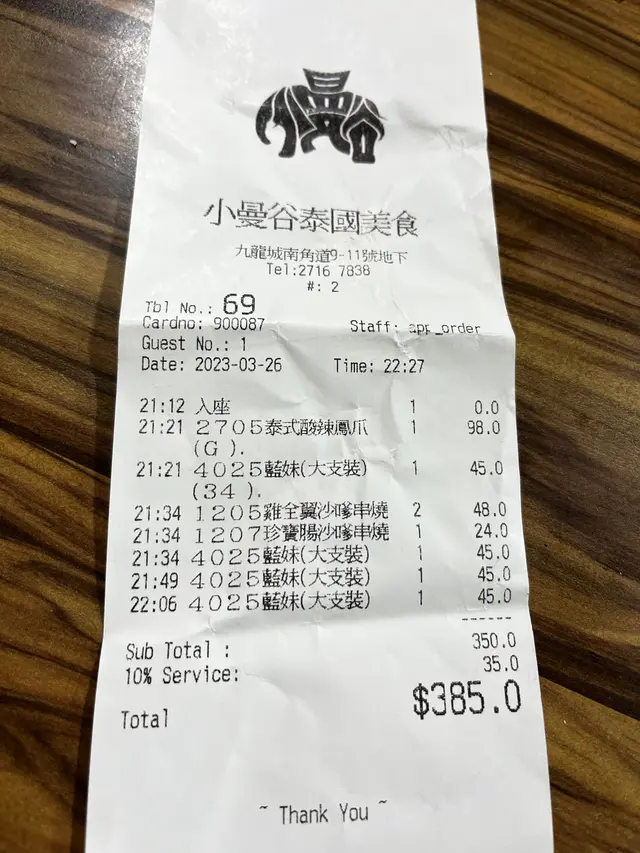 小曼谷
小曼谷泰國美食
九龍城南角道9-11號地下
Tel:2716 7838
#: 2
Tbl No.: 69
Cardno: 900087 Staff: app_order
Guest No.: 1
Date: 2023-03-26 Time: 22:27
21:12 入座 1 0.0
21:21 2705泰式酸辣鳳爪 1 98.0
(G ).
21:21 4025藍妹(大支裝) 1 45.0
(34 ).
21:34 1205雞全翼沙嗲串燒 2 48.0
21:34 1207珍寶腸沙嗲串燒 1 24.0
21:34 4025藍妹(大支裝) 1 45.0
21:49 4025藍妹(大支裝) 1 45.0
22:06 4025藍妹(大支裝) 1 45.0
------
Sub Total : 350.0
10% Service: 35.0
Total $385.0
~ Thank You ~